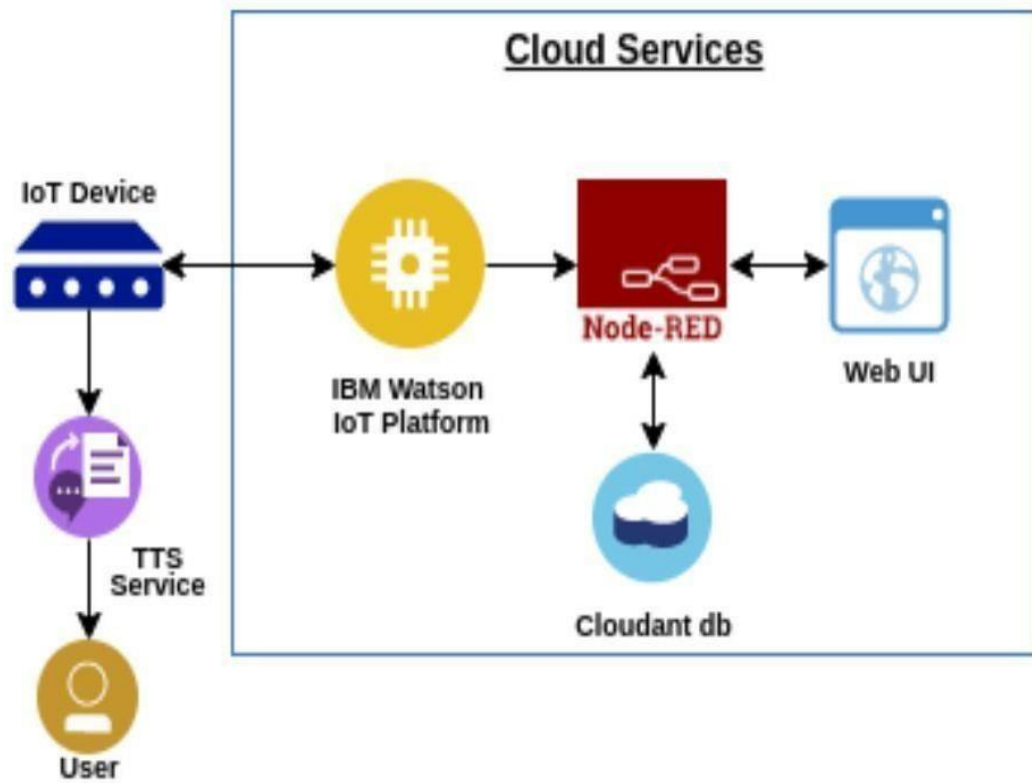 Cloud Services
IoT Device
Node-RED
Web UI
IBM Watson
IoT Platform
TTS
Service
Cloudant db
User